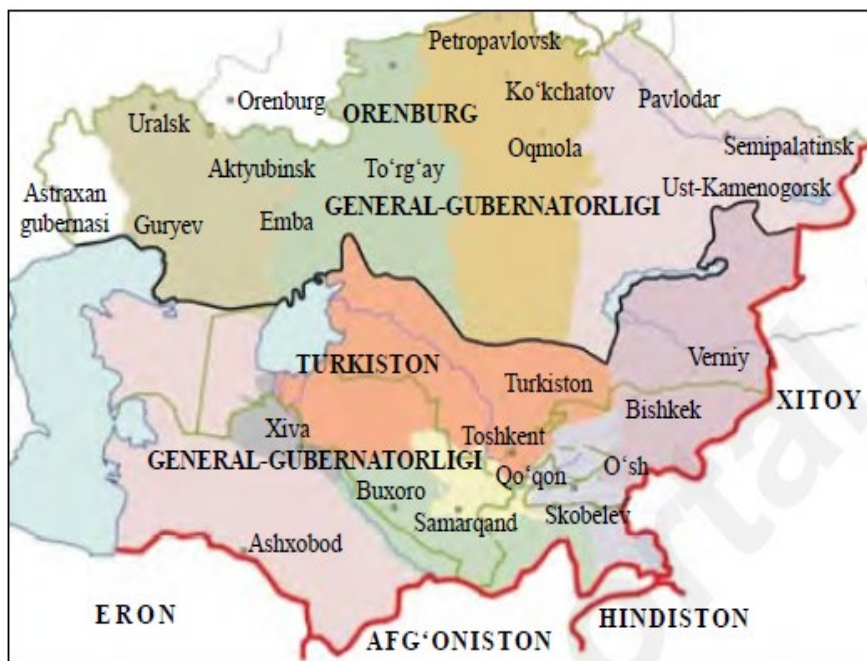 Petropavlovsk
Orenburg
Ko‘kchatov
Pavlodar
Uralsk
ORENBURG
Oqmola
Semipalatinsk
Aktyubinsk
To‘rg‘ay
Ust-Kamenogorsk
Astraxan
gubernasi
Guryev
Emba
GENERAL-GUBERNATORLIGI
TURKISTON
Verniy
Turkiston
XITOY
Bishkek
Xiva
Toshkent
GENERAL-GUBERNATORLIGI
Qo‘qon
O‘sh
Buxoro
Samarqand
Skobelev
Ashxobod
ERON
HINDISTON
AFG‘ONISTON